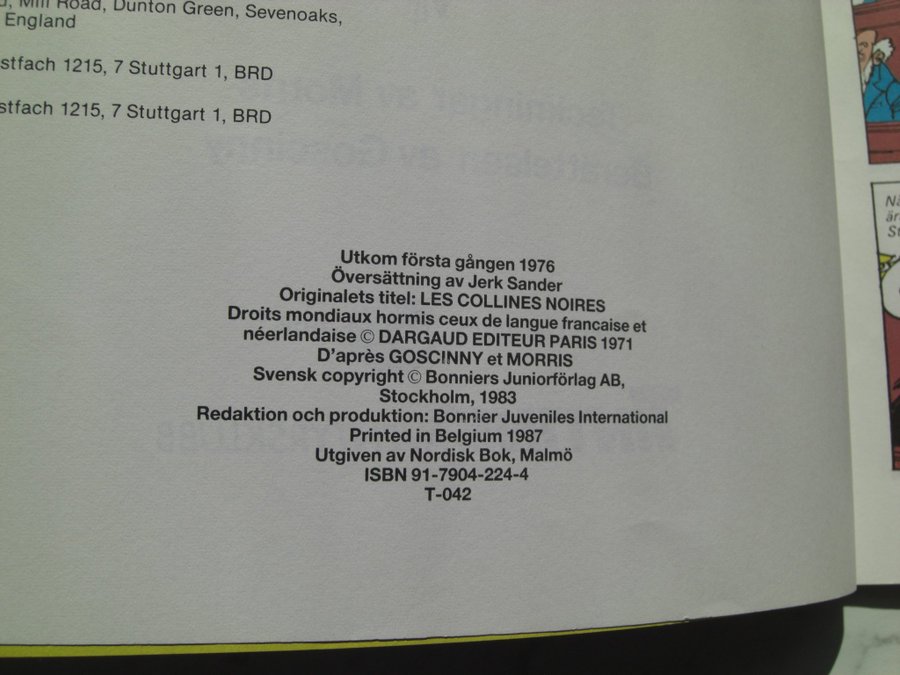 Mill Road, Dunton Green, Sevenoaks,
England
stfach 1215, 7 Stuttgart 1, BRD
stfach 1215, 7 Stuttgart 1, BRD
Utkom första gången 1976
Översättning av Jerk Sander
Originalets titel: LES COLLINES NOIRES
Droits mondiaux hormis ceux de langue francaise et
néerlandaise © DARGAUD EDITEUR PARIS 1971
D'après GOSCINNY et MORRIS
Svensk copyright © Bonniers Juniorförlag AB,
Stockholm, 1983
Redaktion och produktion: Bonnier Juveniles International
Printed in Belgium 1987
Utgiven av Nordisk Bok, Malmö
ISBN 91-7904-224-4
T-042